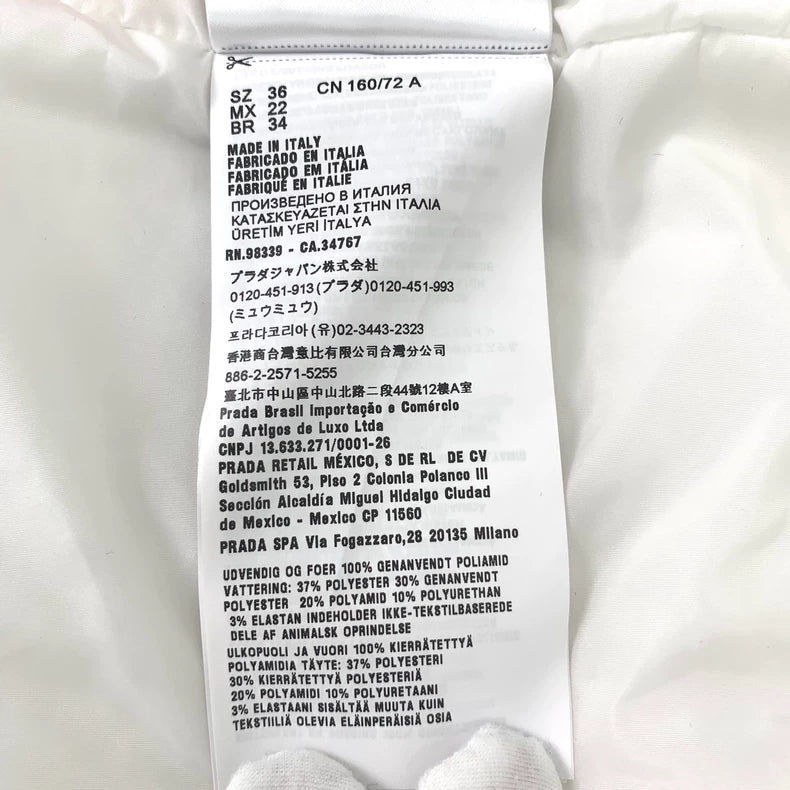 SZ 36 CN 160/72 A
MX 22
BR 34
MADE IN ITALY
FABRICADO EN ITALIA
FABRICADO EM ITÁLIA
FABRIQUÉ EN ITALIE
ПРОИЗВЕДЕНО В ИТАЛИЯ
ΚΑΤΑΣΚΕΥΑΖΕΤΑΙ ΣΤΗΝ ΙΤΑΛΙΑ
ÜRETİM YERİ İTALYA
RN.98339 - CA.34767
プラダジャパン株式会社
0120-451-913(プラダ)0120-451-993
(ミュウミュウ)
프라다코리아 (유)02-3443-2323
香港商台灣意比有限公司台灣分公司
886-2-2571-5255
臺北市中山區中山北路二段44號12樓A室
Prada Brasil Importação e Comércio
de Artigos de Luxo Ltda
CNPJ 13.633.271/0001-26
PRADA RETAIL MÉXICO, S DE RL DE CV
Goldsmith 53, Piso 2 Colonia Polanco III
Sección Alcaldía Miguel Hidalgo Ciudad
de Mexico - Mexico CP 11560
PRADA SPA Via Fogazzaro,28 20135 Milano
UDVENDIG OG FOER 100% GENANVENDT POLIAMID
VATTERING: 37% POLYESTER 30% GENANVENDT
POLYESTER 20% POLYAMID 10% POLYURETHAN
3% ELASTAN INDEHOLDER IKKE-TEKSTILBASEREDE
DELE AF ANIMALSK OPRINDELSE
ULKOPUOLI JA VUORI 100% KIERRÄTETTYÄ
POLYAMIDIA TÄYTE: 37% POLYESTERI
30% KIERRÄTETTYÄ POLYESTERIÄ
20% POLYAMIDI 10% POLYURETAANI
3% ELASTAANI SISÄLTÄÄ MUUTA KUIN
TEKSTIILIÄ OLEVIA ELÄINPERÄISIÄ OSIA